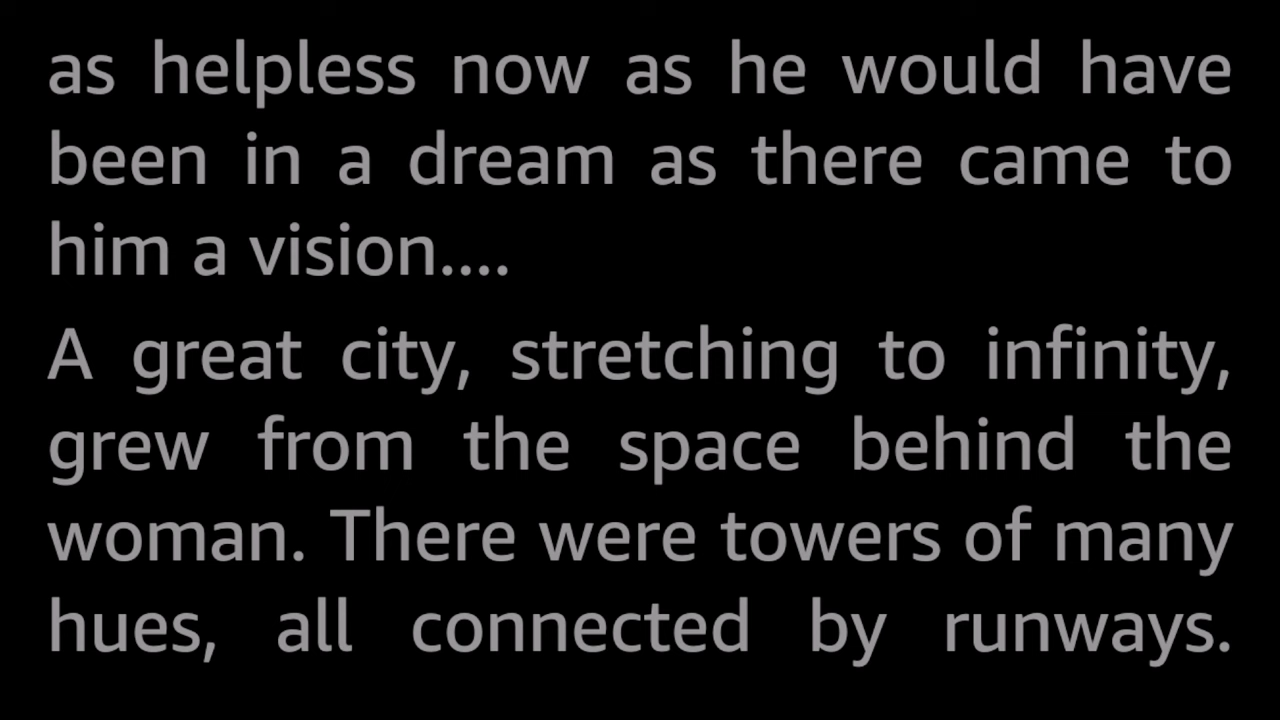 as helpless now as he would have
been in a dream as there came to
him a vision....
A great city, stretching to infinity,
grew from the space behind the
woman. There were towers of many
hues, all connected by runways.